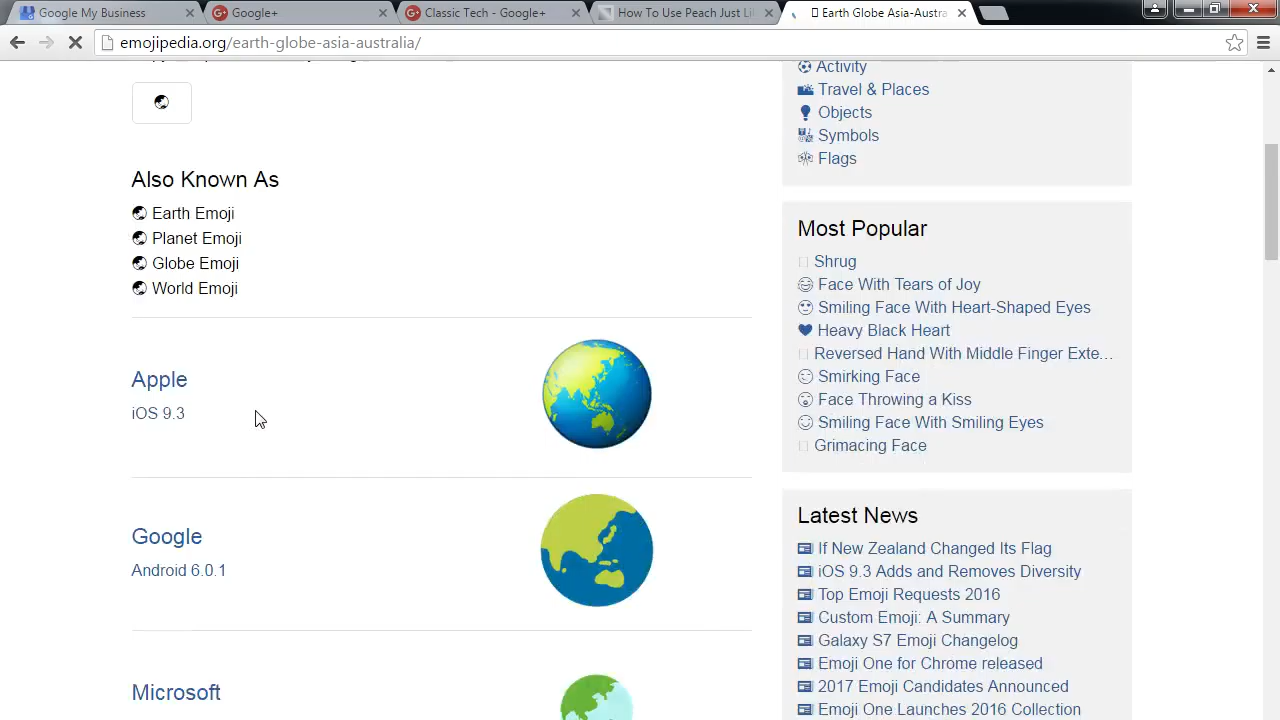 Google My Business
Google+
Classic Tech - Google+
How To Use Peach Just Li
Earth Globe Asia-Austra
emojipedia.org/earth-globe-asia-australia/
Also Known As
Earth Emoji
Planet Emoji
Globe Emoji
World Emoji
Apple
iOS 9.3
Google
Android 6.0.1
Microsoft
Activity
Travel & Places
Objects
Symbols
Flags
Most Popular
Shrug
Face With Tears of Joy
Smiling Face With Heart-Shaped Eyes
Heavy Black Heart
Reversed Hand With Middle Finger Exte...
Smirking Face
Face Throwing a Kiss
Smiling Face With Smiling Eyes
Grimacing Face
Latest News
If New Zealand Changed Its Flag
iOS 9.3 Adds and Removes Diversity
Top Emoji Requests 2016
Custom Emoji: A Summary
Galaxy S7 Emoji Changelog
Emoji One for Chrome released
2017 Emoji Candidates Announced
Emoji One Launches 2016 Collection